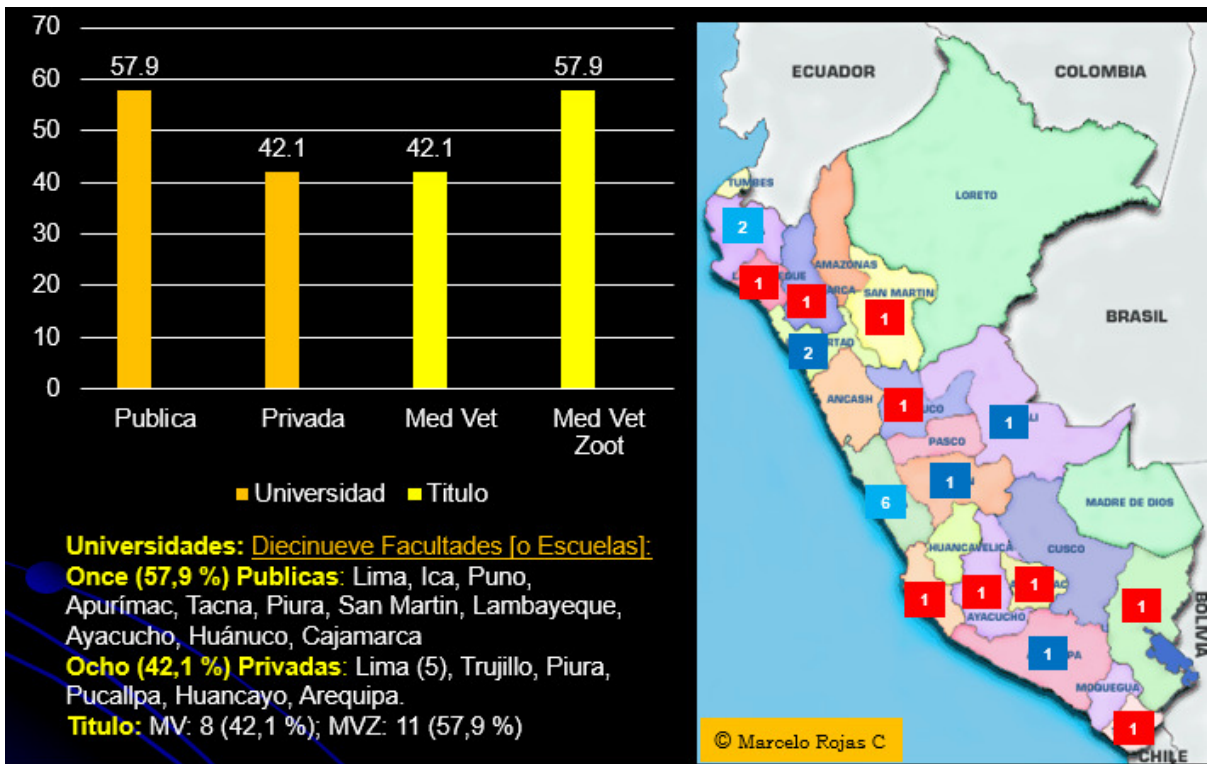 70
60
50
40
30
20
10
0
57.9
42.1
42.1
57.9
Publica
Privada
Med Vet
Med Vet
Zoot
Universidad
Titulo
Universidades: Diecinueve Facultades [o Escuelas]:
Once (57,9 %) Publicas: Lima, Ica, Puno,
Apurímac, Tacna, Piura, San Martin, Lambayeque,
Ayacucho, Huánuco, Cajamarca
Ocho (42,1 %) Privadas: Lima (5), Trujillo, Piura,
Pucallpa, Huancayo, Arequipa.
Titulo: MV: 8 (42,1 %); MVZ: 11 (57,9 %)
ECUADOR
COLOMBIA
TUMBES
LORETO
2
AMAZONAS
1
1
SAN MARTIN
1
BRASIL
2
ANCASH
1
1
PASCO
1
6
MADRE DE DIOS
HUANCAVELICA
CUSCO
1
1
1
1
AYACUCHO
BOLIVIA
1
MOQUEGUA
1
CHILE
© Marcelo Rojas C